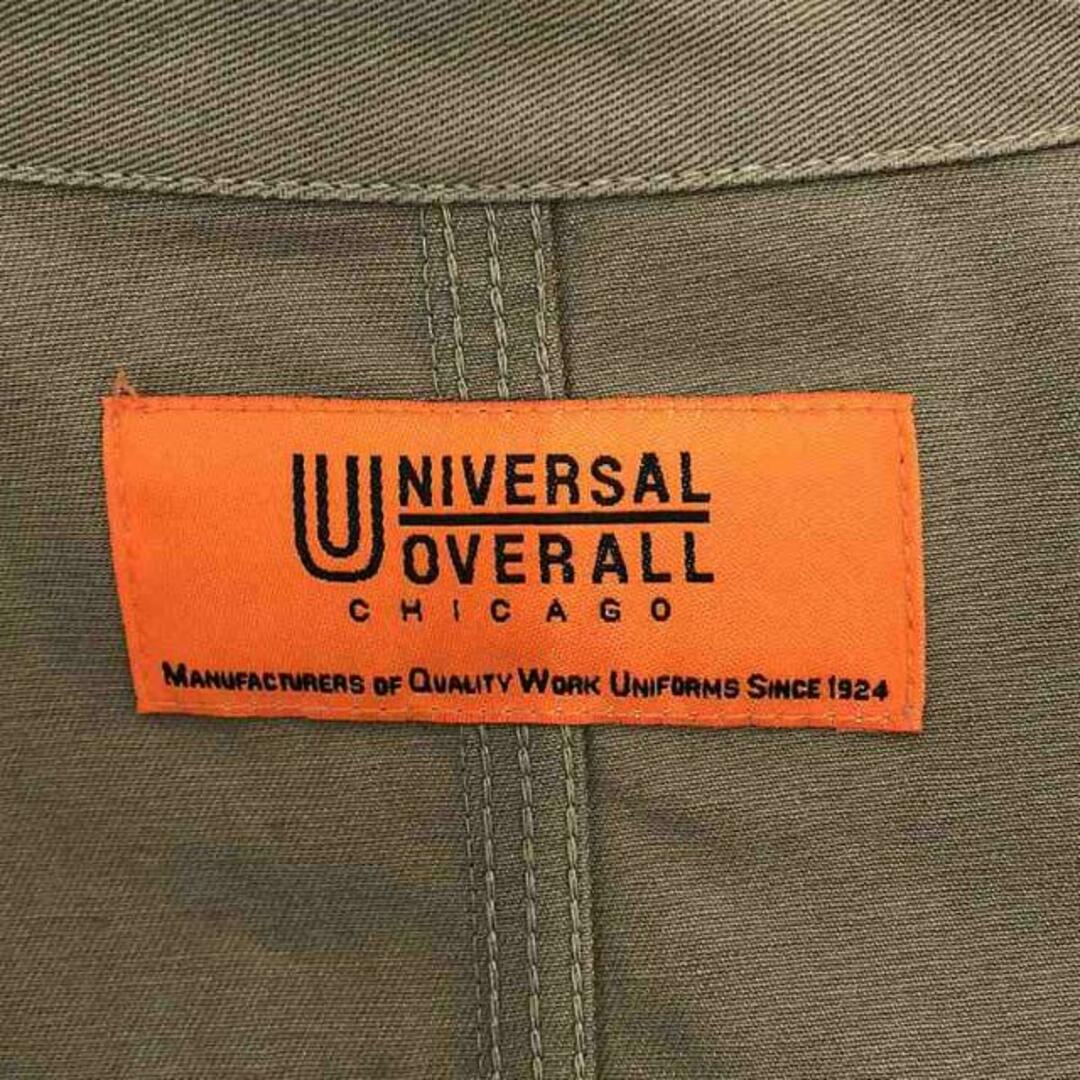 UNIVERSAL
OVERALL
CHICAGO
MANUFACTURERS OF QUALITY WORK UNIFORMS SINCE 1924